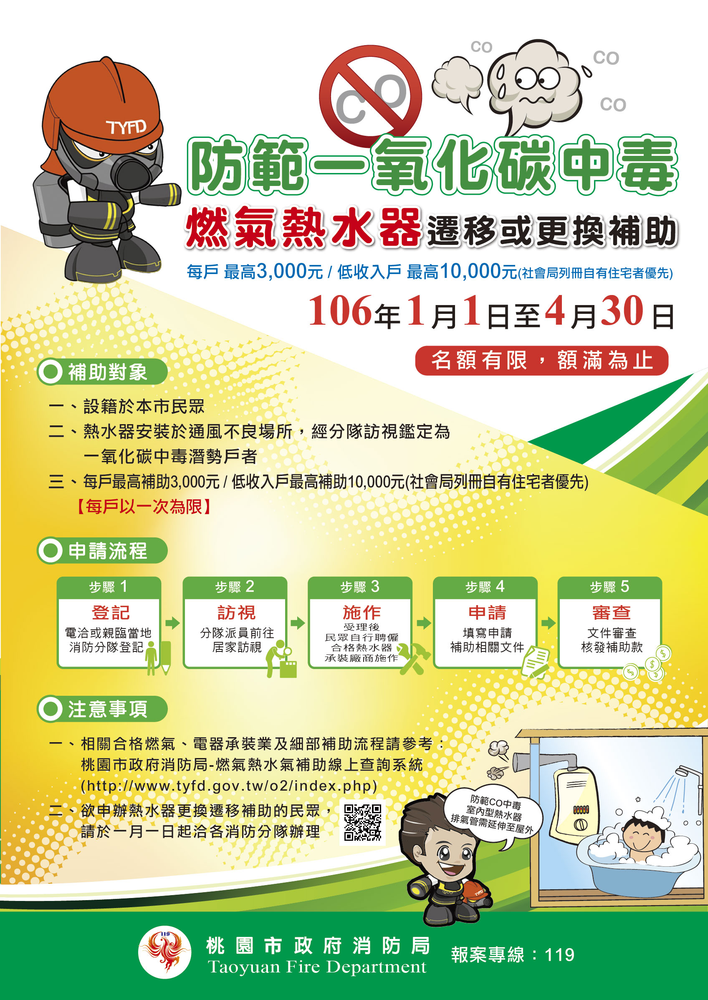 CO
CO
CO
CO
TYFD
防範一氧化碳中毒
燃氣熱水器遷移或更換補助
每戶 最高3,000元 / 低收入戶 最高10,000元(社會局列冊自有住宅者優先)
106年1月1日至4月30日
名額有限，額滿為止
補助對象
一、設籍於本市民眾
二、熱水器安裝於通風不良場所，經分隊訪視鑑定為
一氧化碳中毒潛勢戶者
三、每戶最高補助3,000元 / 低收入戶最高補助10,000元(社會局列冊自有住宅者優先)
【每戶以一次為限】
申請流程
步驟 1
登記
電洽或親臨當地
消防分隊登記
步驟 2
訪視
分隊派員前往
居家訪視
步驟 3
施作
受理後
民眾自行聘僱
合格熱水器
承裝廠商施作
步驟 4
申請
填寫申請
補助相關文件
步驟 5
審查
文件審查
核發補助款
注意事項
一、相關合格燃氣、電器承裝業及細部補助流程請參考：
桃園市政府消防局-燃氣熱水氣補助線上查詢系統
(http://www.tyfd.gov.tw/o2/index.php)
二、欲申辦熱水器更換遷移補助的民眾，
請於一月一日起洽各消防分隊辦理
防範CO中毒
室內型熱水器
排氣管需延伸至屋外
TYFD
119
桃園市政府消防局
Taoyuan Fire Department
報案專線：119